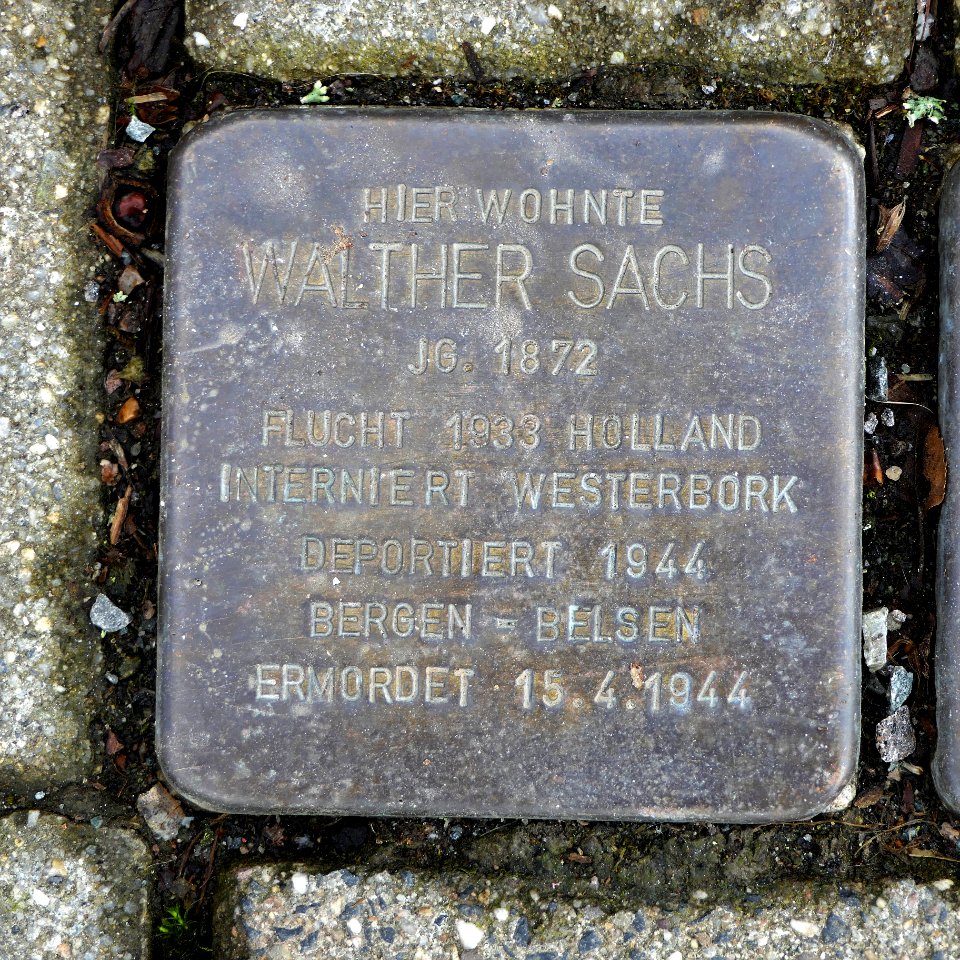 HIER WOHNTE
WALTHER SACHS
JG. 1872
FLUCHT 1933 HOLLAND
INTERNIERT WESTERBORK
DEPORTIERT 1944
BERGEN - BELSEN
ERMORDET 15.4.1944